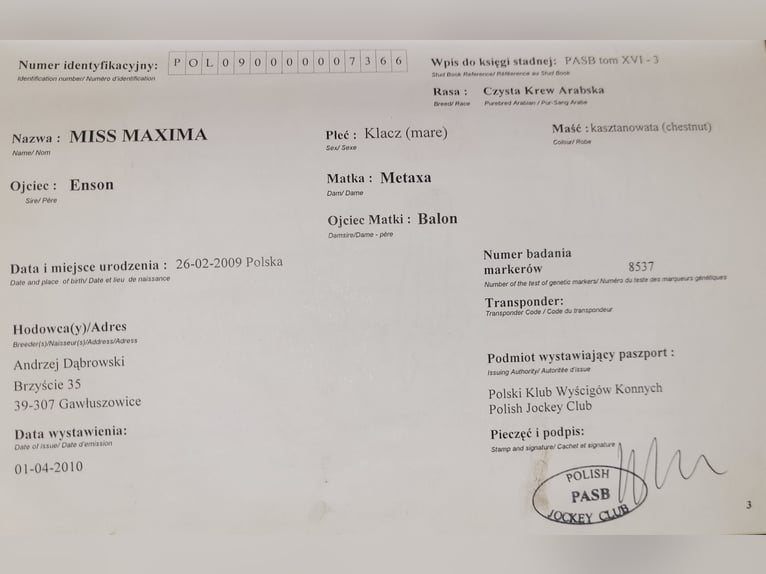 Numer identyfikacyjny: POL090000007366
Identification number/ Numéro d'identification
Wpis do księgi stadnej: PASB tom XVI - 3
Stud Book Reference/ Référence au Stud Book
Rasa : Czysta Krew Arabska
Breed/ Race Purebred Arabian / Pur-Sang Arabe
Nazwa : MISS MAXIMA
Name/ Nom
Płeć : Klacz (mare)
Sex/ Sexe
Maść : kasztanowata (chestnut)
Colour/ Robe
Ojciec : Enson
Sire/ Père
Matka : Metaxa
Dam/ Dame
Ojciec Matki : Balon
Damsire/Dame - père
Data i miejsce urodzenia : 26-02-2009 Polska
Date and place of birth/ Date et lieu de naissance
Numer badania
markerów 8537
Number of the test of genetic markers/ Numéro du teste des marqueurs génétiques
Transponder:
Transponder Code / Code du transpondeur
Hodowca(y)/Adres
Breeder(s)/Naisseur(s)/Address/Adress
Andrzej Dąbrowski
Brzyście 35
39-307 Gawłuszowice
Podmiot wystawiający paszport :
Issuing Authority/ Autoritée d'issue
Polski Klub Wyścigów Konnych
Polish Jockey Club
Data wystawienia:
Date of issue/ Date d'emission
01-04-2010
Pieczęć i podpis:
Stamp and signature/ Cachet et signature
POLISH
PASB
JOCKEY CLUB
3